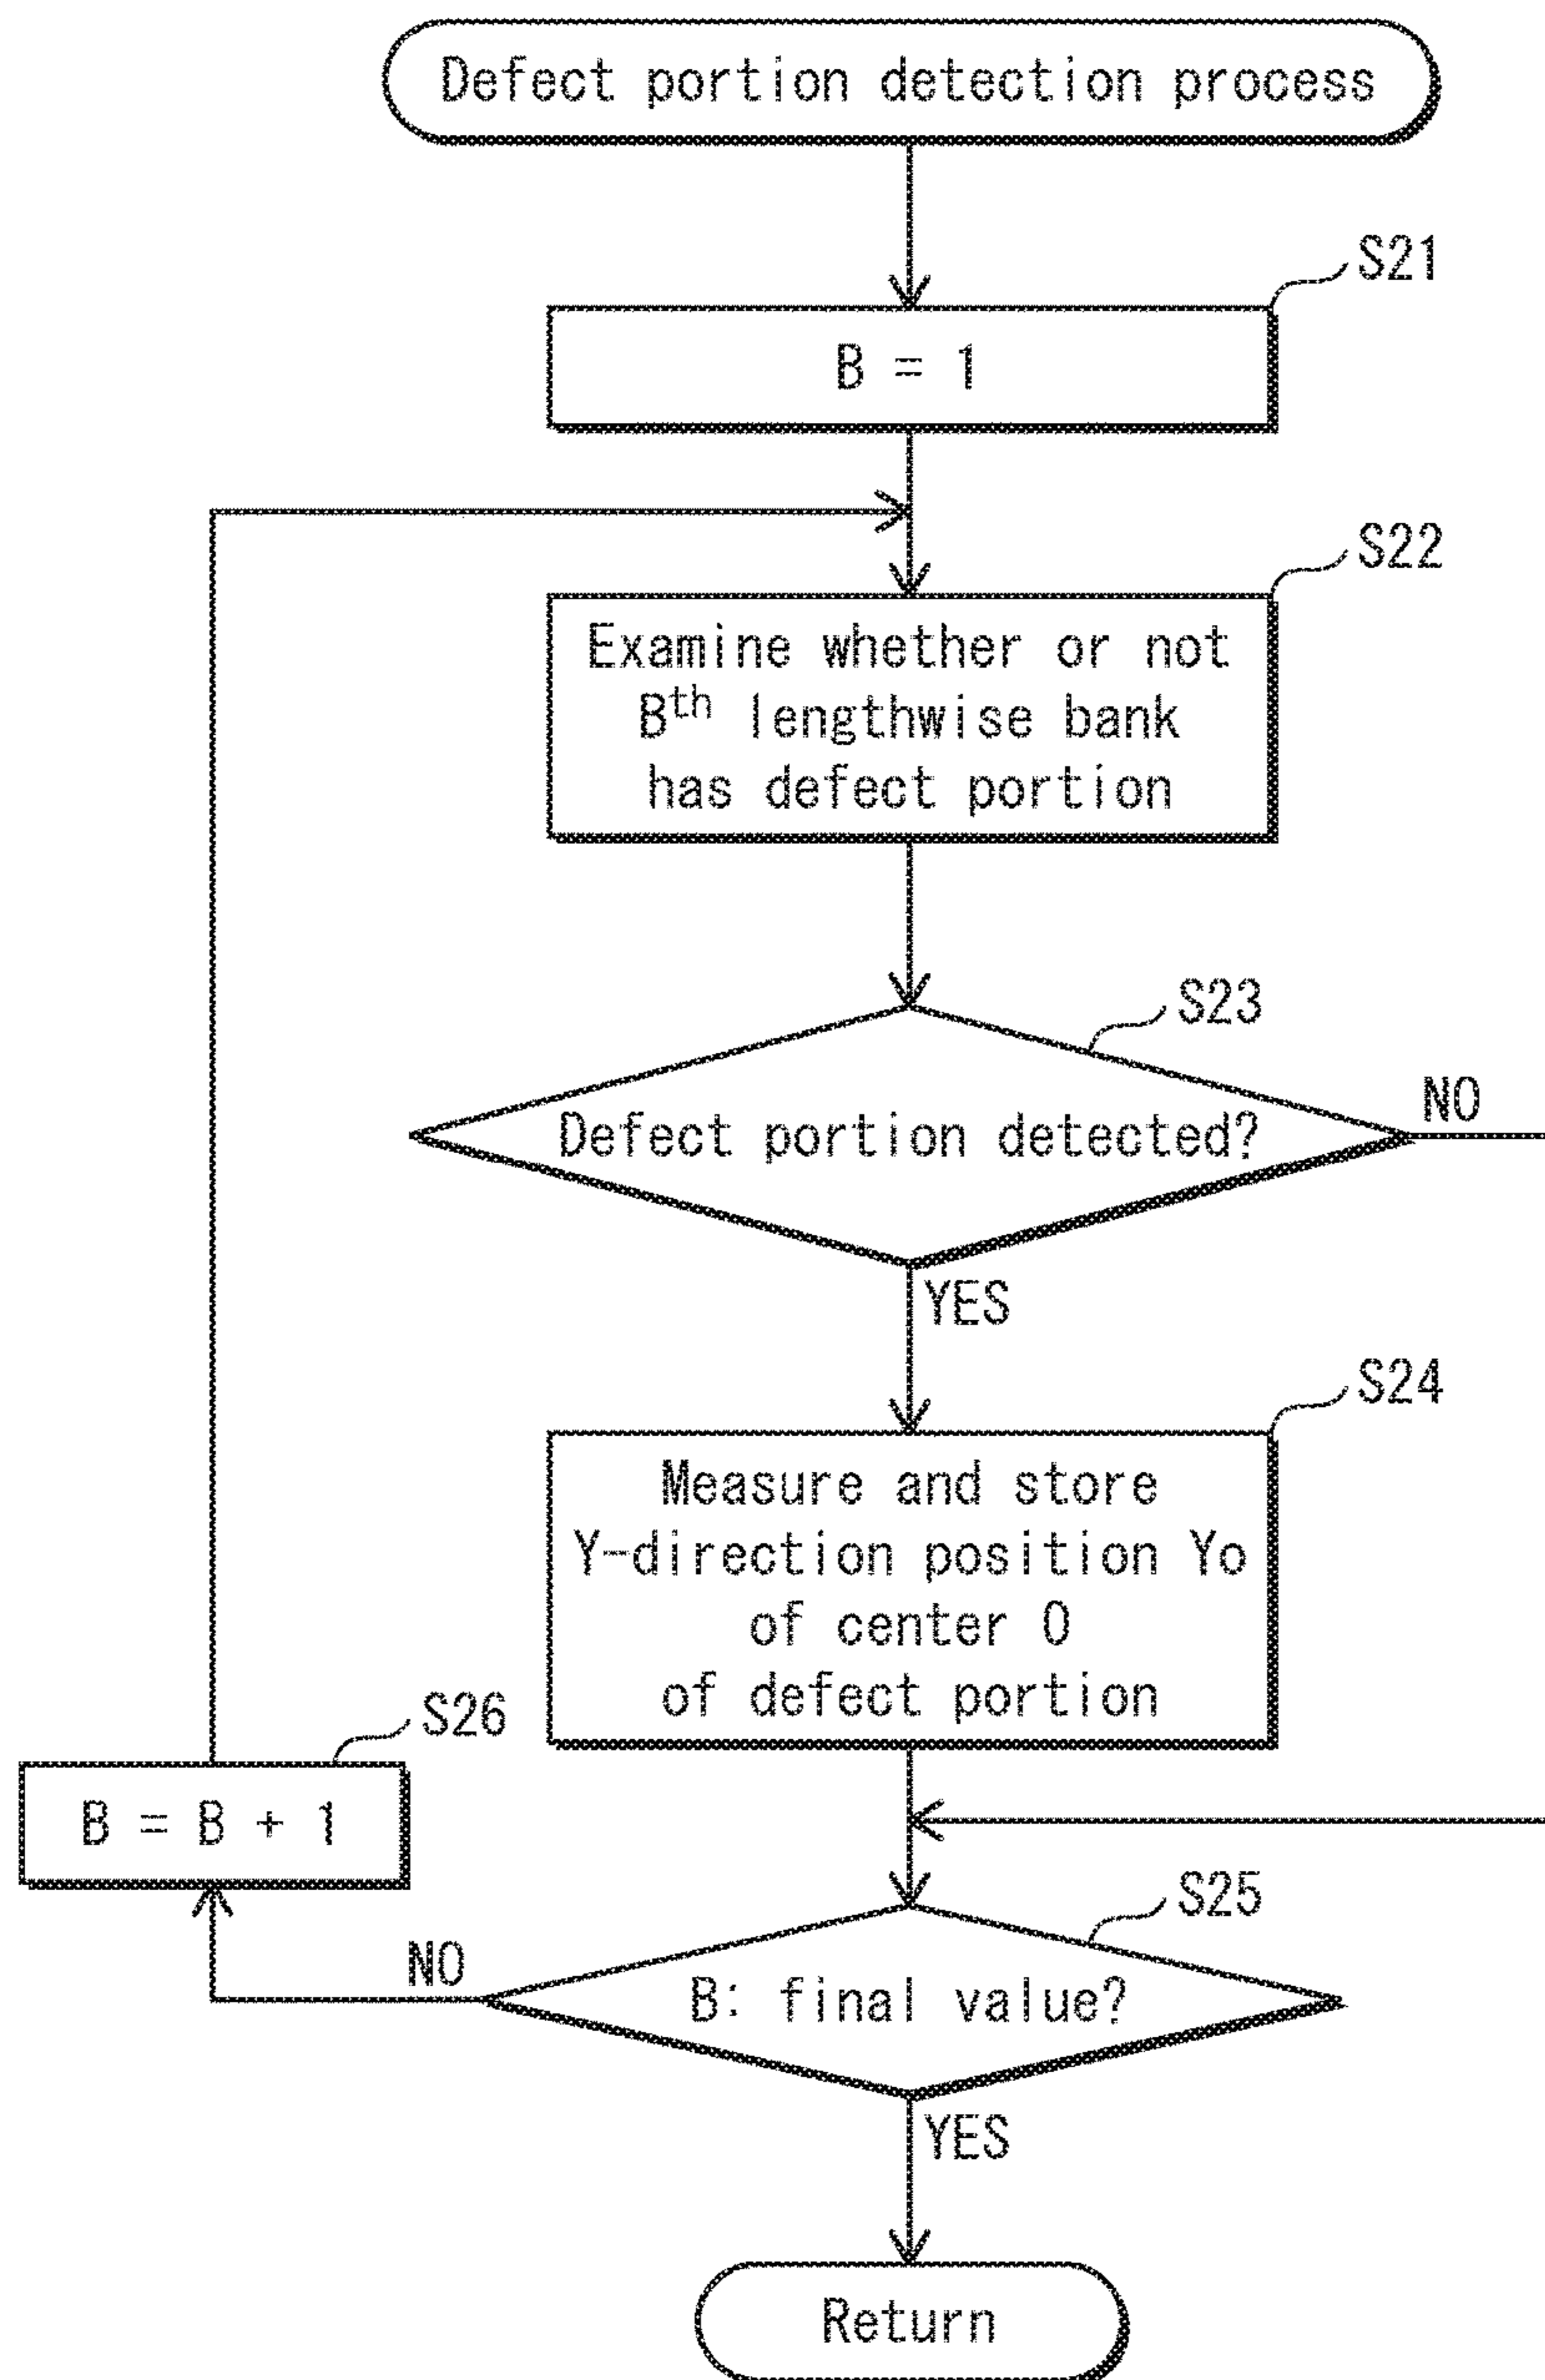 Defect portion detection process
S21
B = 1
S22
Examine whether or not
Bth lengthwise bank
has defect portion
S23
Defect portion detected?
NO
YES
S24
Measure and store
Y-direction position Yo
of center O
of defect portion
S26
B = B + 1
S25
NO
B: final value?
YES
Return